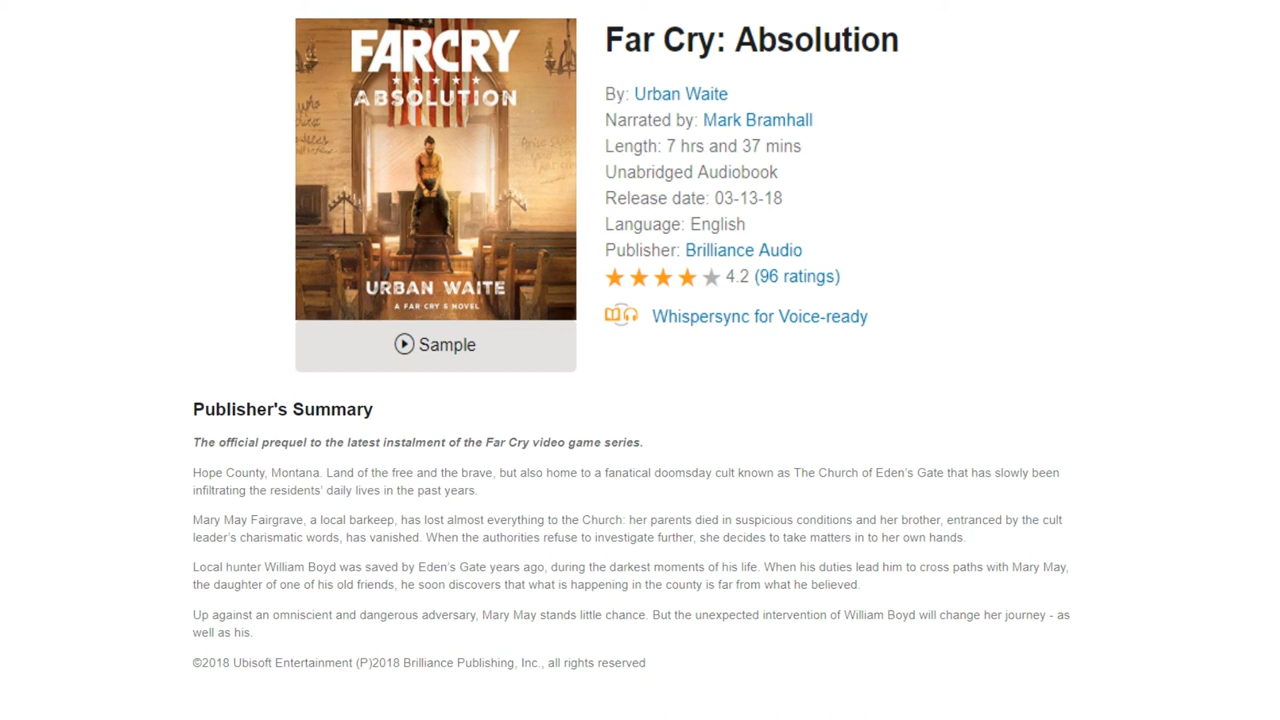 FARCRY
ABSOLUTION
URBAN WAITE
A FAR CRY 5 NOVEL
Sample
Far Cry: Absolution
By: Urban Waite
Narrated by: Mark Bramhall
Length: 7 hrs and 37 mins
Unabridged Audiobook
Release date: 03-13-18
Language: English
Publisher: Brilliance Audio
4.2 (96 ratings)
Whispersync for Voice-ready
Publisher's Summary
The official prequel to the latest instalment of the Far Cry video game series.
Hope County, Montana. Land of the free and the brave, but also home to a fanatical doomsday cult known as The Church of Eden's Gate that has slowly been
infiltrating the residents' daily lives in the past years.
Mary May Fairgrave, a local barkeep, has lost almost everything to the Church: her parents died in suspicious conditions and her brother, entranced by the cult
leader's charismatic words, has vanished. When the authorities refuse to investigate further, she decides to take matters in to her own hands.
Local hunter William Boyd was saved by Eden's Gate years ago, during the darkest moments of his life. When his duties lead him to cross paths with Mary May,
the daughter of one of his old friends, he soon discovers that what is happening in the county is far from what he believed.
Up against an omniscient and dangerous adversary, Mary May stands little chance. But the unexpected intervention of William Boyd will change her journey - as
well as his.
©2018 Ubisoft Entertainment (P)2018 Brilliance Publishing, Inc., all rights reserved